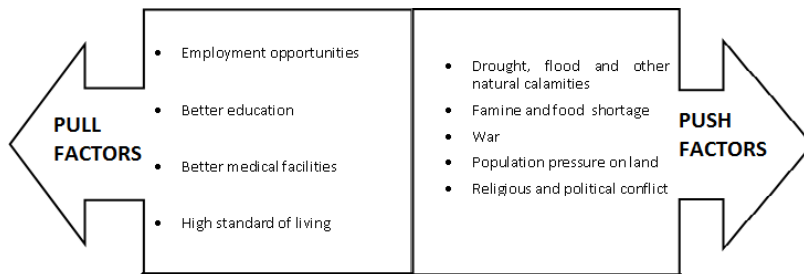 PULL
FACTORS
• Employment opportunities
• Better education
• Better medical facilities
• High standard of living
• Drought, flood and other
natural calamities
• Famine and food shortage
• War
• Population pressure on land
• Religious and political conflict
PUSH
FACTORS